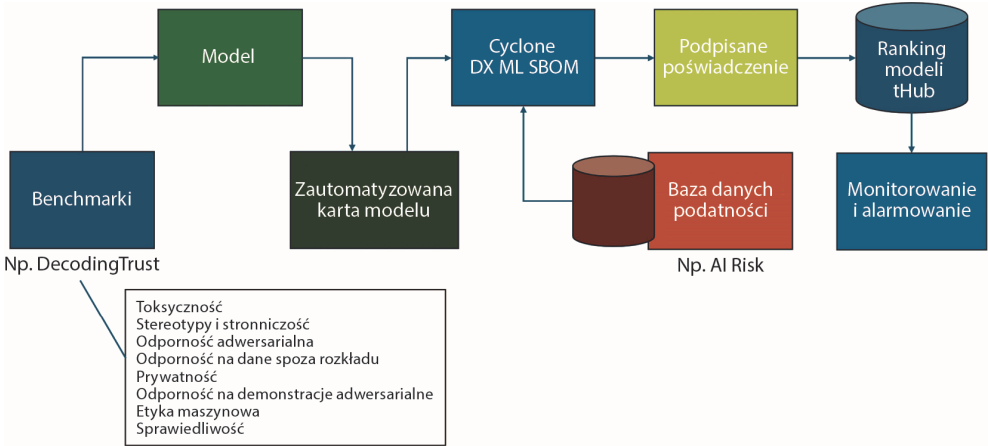 Model
Cyclone
DX ML SBOM
Podpisane
poświadczenie
Ranking
modeli
tHub
Benchmarki
Zautomatyzowana
karta modelu
Baza danych
podatności
Monitorowanie
i alarmowanie
Np. DecodingTrust
Np. AI Risk
Toksyczność
Stereotypy i stronniczość
Odporność adwersarialna
Odporność na dane spoza rozkładu
Prywatność
Odporność na demonstracje adwersarialne
Etyka maszynowa
Sprawiedliwość